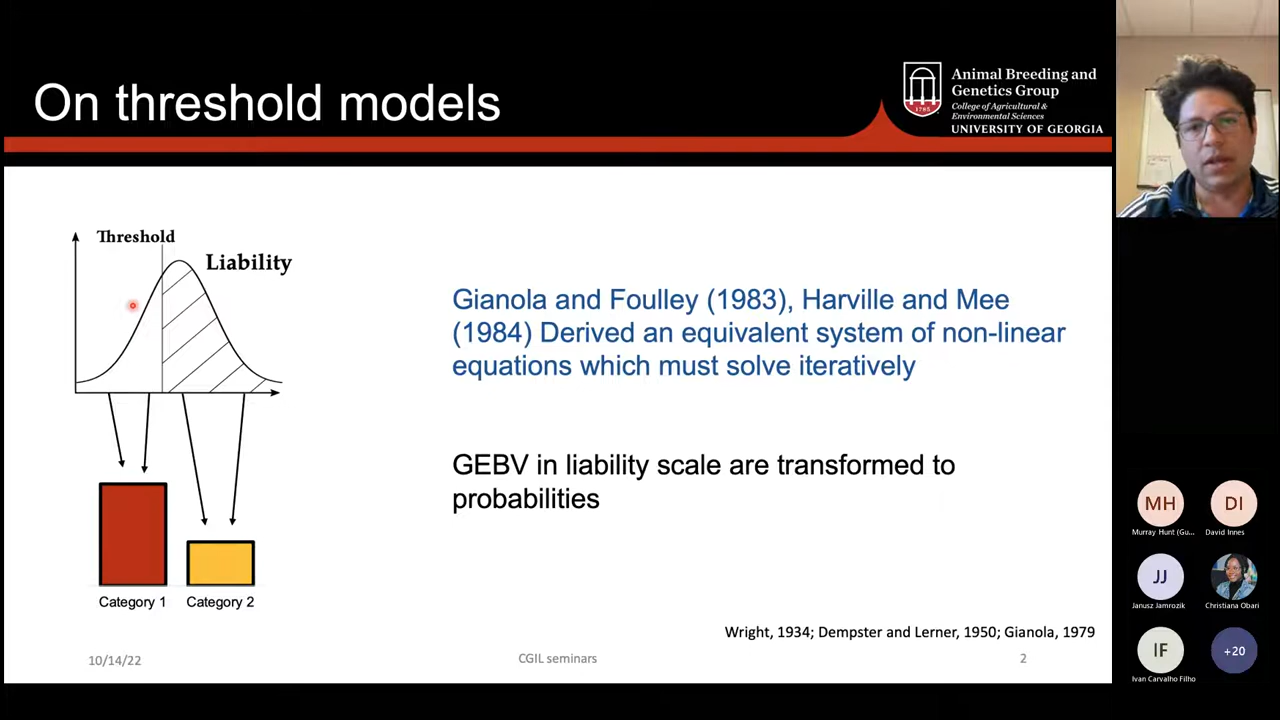 On threshold models
Animal Breeding and
Genetics Group
College of Agricultural &
Environmental Sciences
UNIVERSITY OF GEORGIA
1785
Threshold
Liability
Category 1
Category 2
Gianola and Foulley (1983), Harville and Mee
(1984) Derived an equivalent system of non-linear
equations which must solve iteratively
GEBV in liability scale are transformed to
probabilities
Wright, 1934; Dempster and Lerner, 1950; Gianola, 1979
10/14/22
CGIL seminars
2
MH
Murray Hunt (Gu...
DI
David Innes
JJ
Janusz Jamrozik
Christiana Obari
IF
Ivan Carvalho Filho
+20